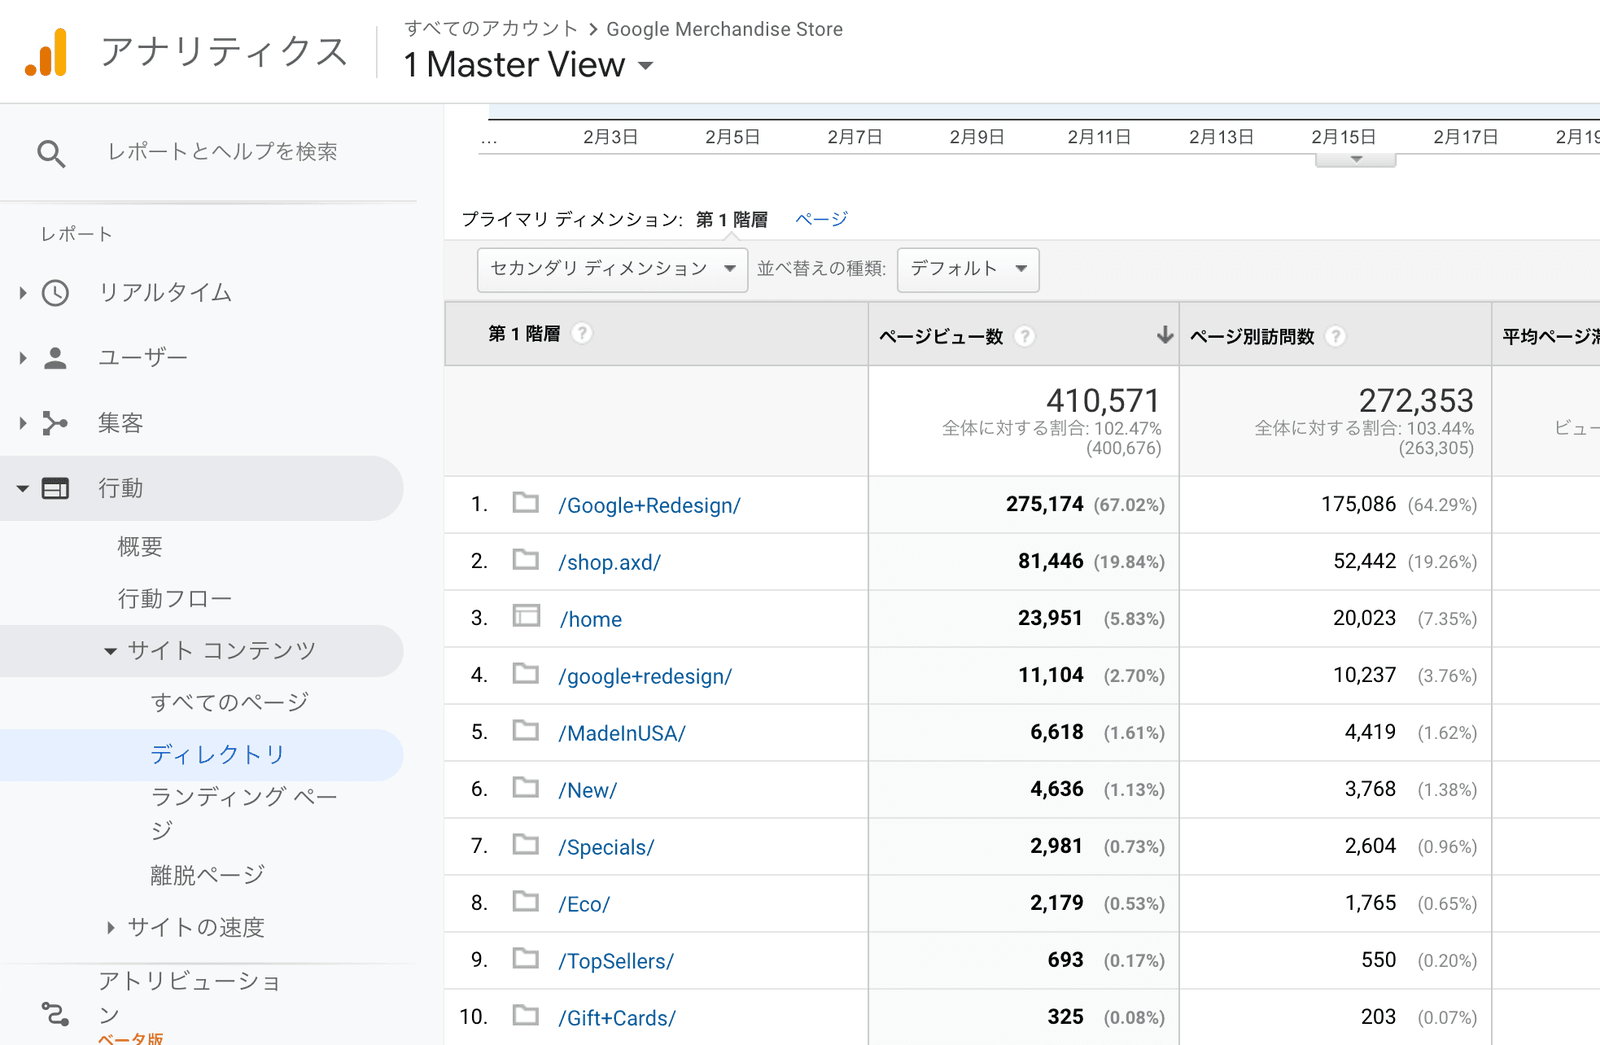 アナリティクス
すべてのアカウント > Google Merchandise Store
1 Master View
レポートとヘルプを検索
レポート
リアルタイム
ユーザー
集客
行動
概要
行動フロー
サイト コンテンツ
すべてのページ
ディレクトリ
ランディング ペー
ジ
離脱ページ
サイトの速度
アトリビューショ
ン
ベータ版
... 2月3日 2月5日 2月7日 2月9日 2月11日 2月13日 2月15日 2月17日 2月19
プライマリ ディメンション: 第 1 階層 ページ
セカンダリ ディメンション 並べ替えの種類: デフォルト
第 1 階層 ? ページビュー数 ? ページ別訪問数 ? 平均ページ滞
410,571 272,353
全体に対する割合: 102.47% 全体に対する割合: 103.44% ビュー
(400,676) (263,305)
1. /Google+Redesign/ 275,174 (67.02%) 175,086 (64.29%)
2. /shop.axd/ 81,446 (19.84%) 52,442 (19.26%)
3. /home 23,951 (5.83%) 20,023 (7.35%)
4. /google+redesign/ 11,104 (2.70%) 10,237 (3.76%)
5. /MadeInUSA/ 6,618 (1.61%) 4,419 (1.62%)
6. /New/ 4,636 (1.13%) 3,768 (1.38%)
7. /Specials/ 2,981 (0.73%) 2,604 (0.96%)
8. /Eco/ 2,179 (0.53%) 1,765 (0.65%)
9. /TopSellers/ 693 (0.17%) 550 (0.20%)
10. /Gift+Cards/ 325 (0.08%) 203 (0.07%)